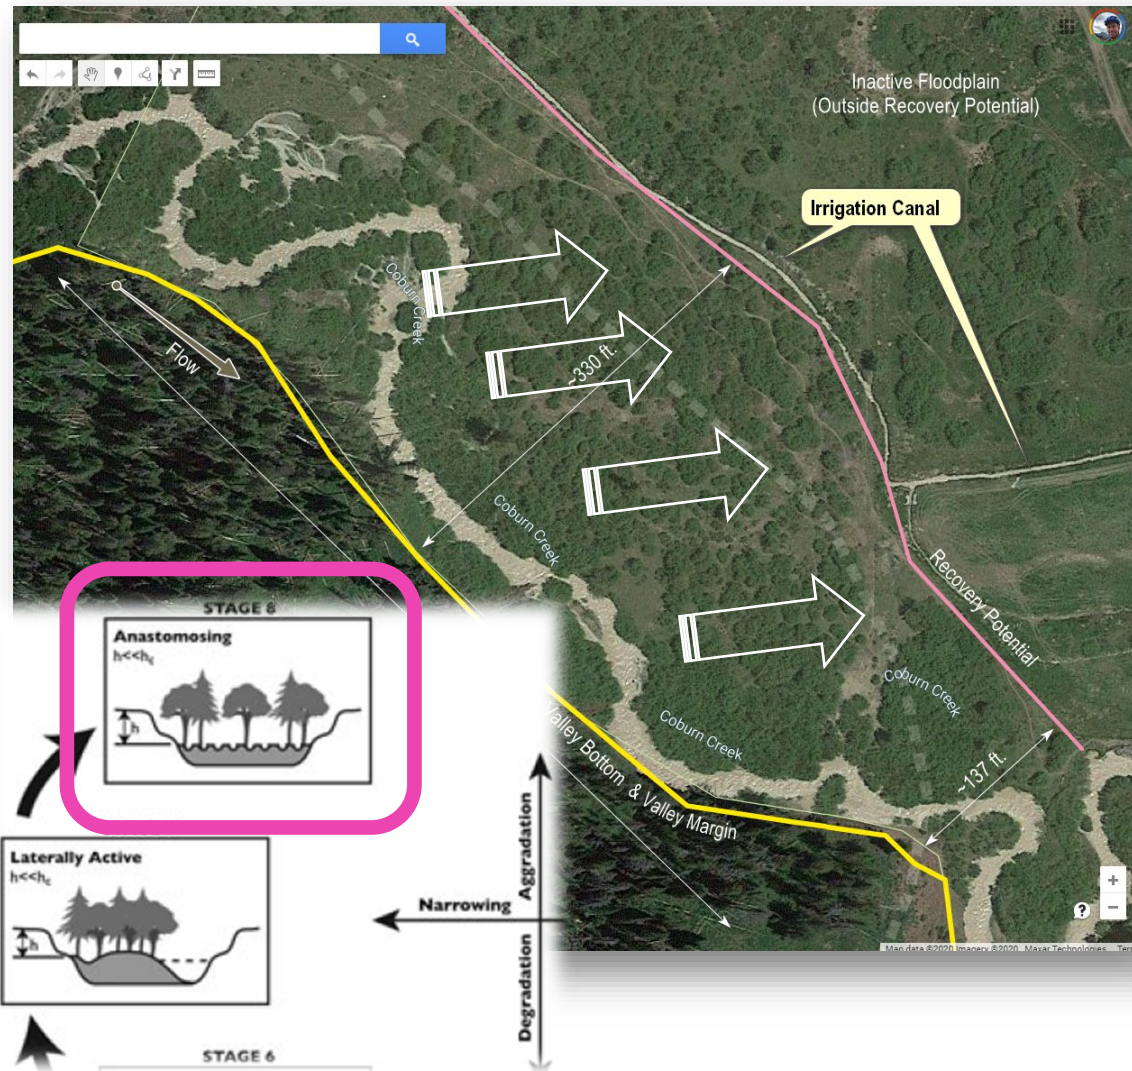 Inactive Floodplain
(Outside Recovery Potential)
Irrigation Canal
Coburn Creek
Flow
~330 ft.
Coburn Creek
Recovery Potential
Coburn Creek
Coburn Creek
~137 ft.
Valley Bottom & Valley Margin
STAGE 8
Anastomosing
h<<hc
h
Laterally Active
h<<hc
h
Narrowing
Aggradation
Degradation
STAGE 6
?
+
−
Map data ©2020 Imagery ©2020, Maxar Technologies Terr